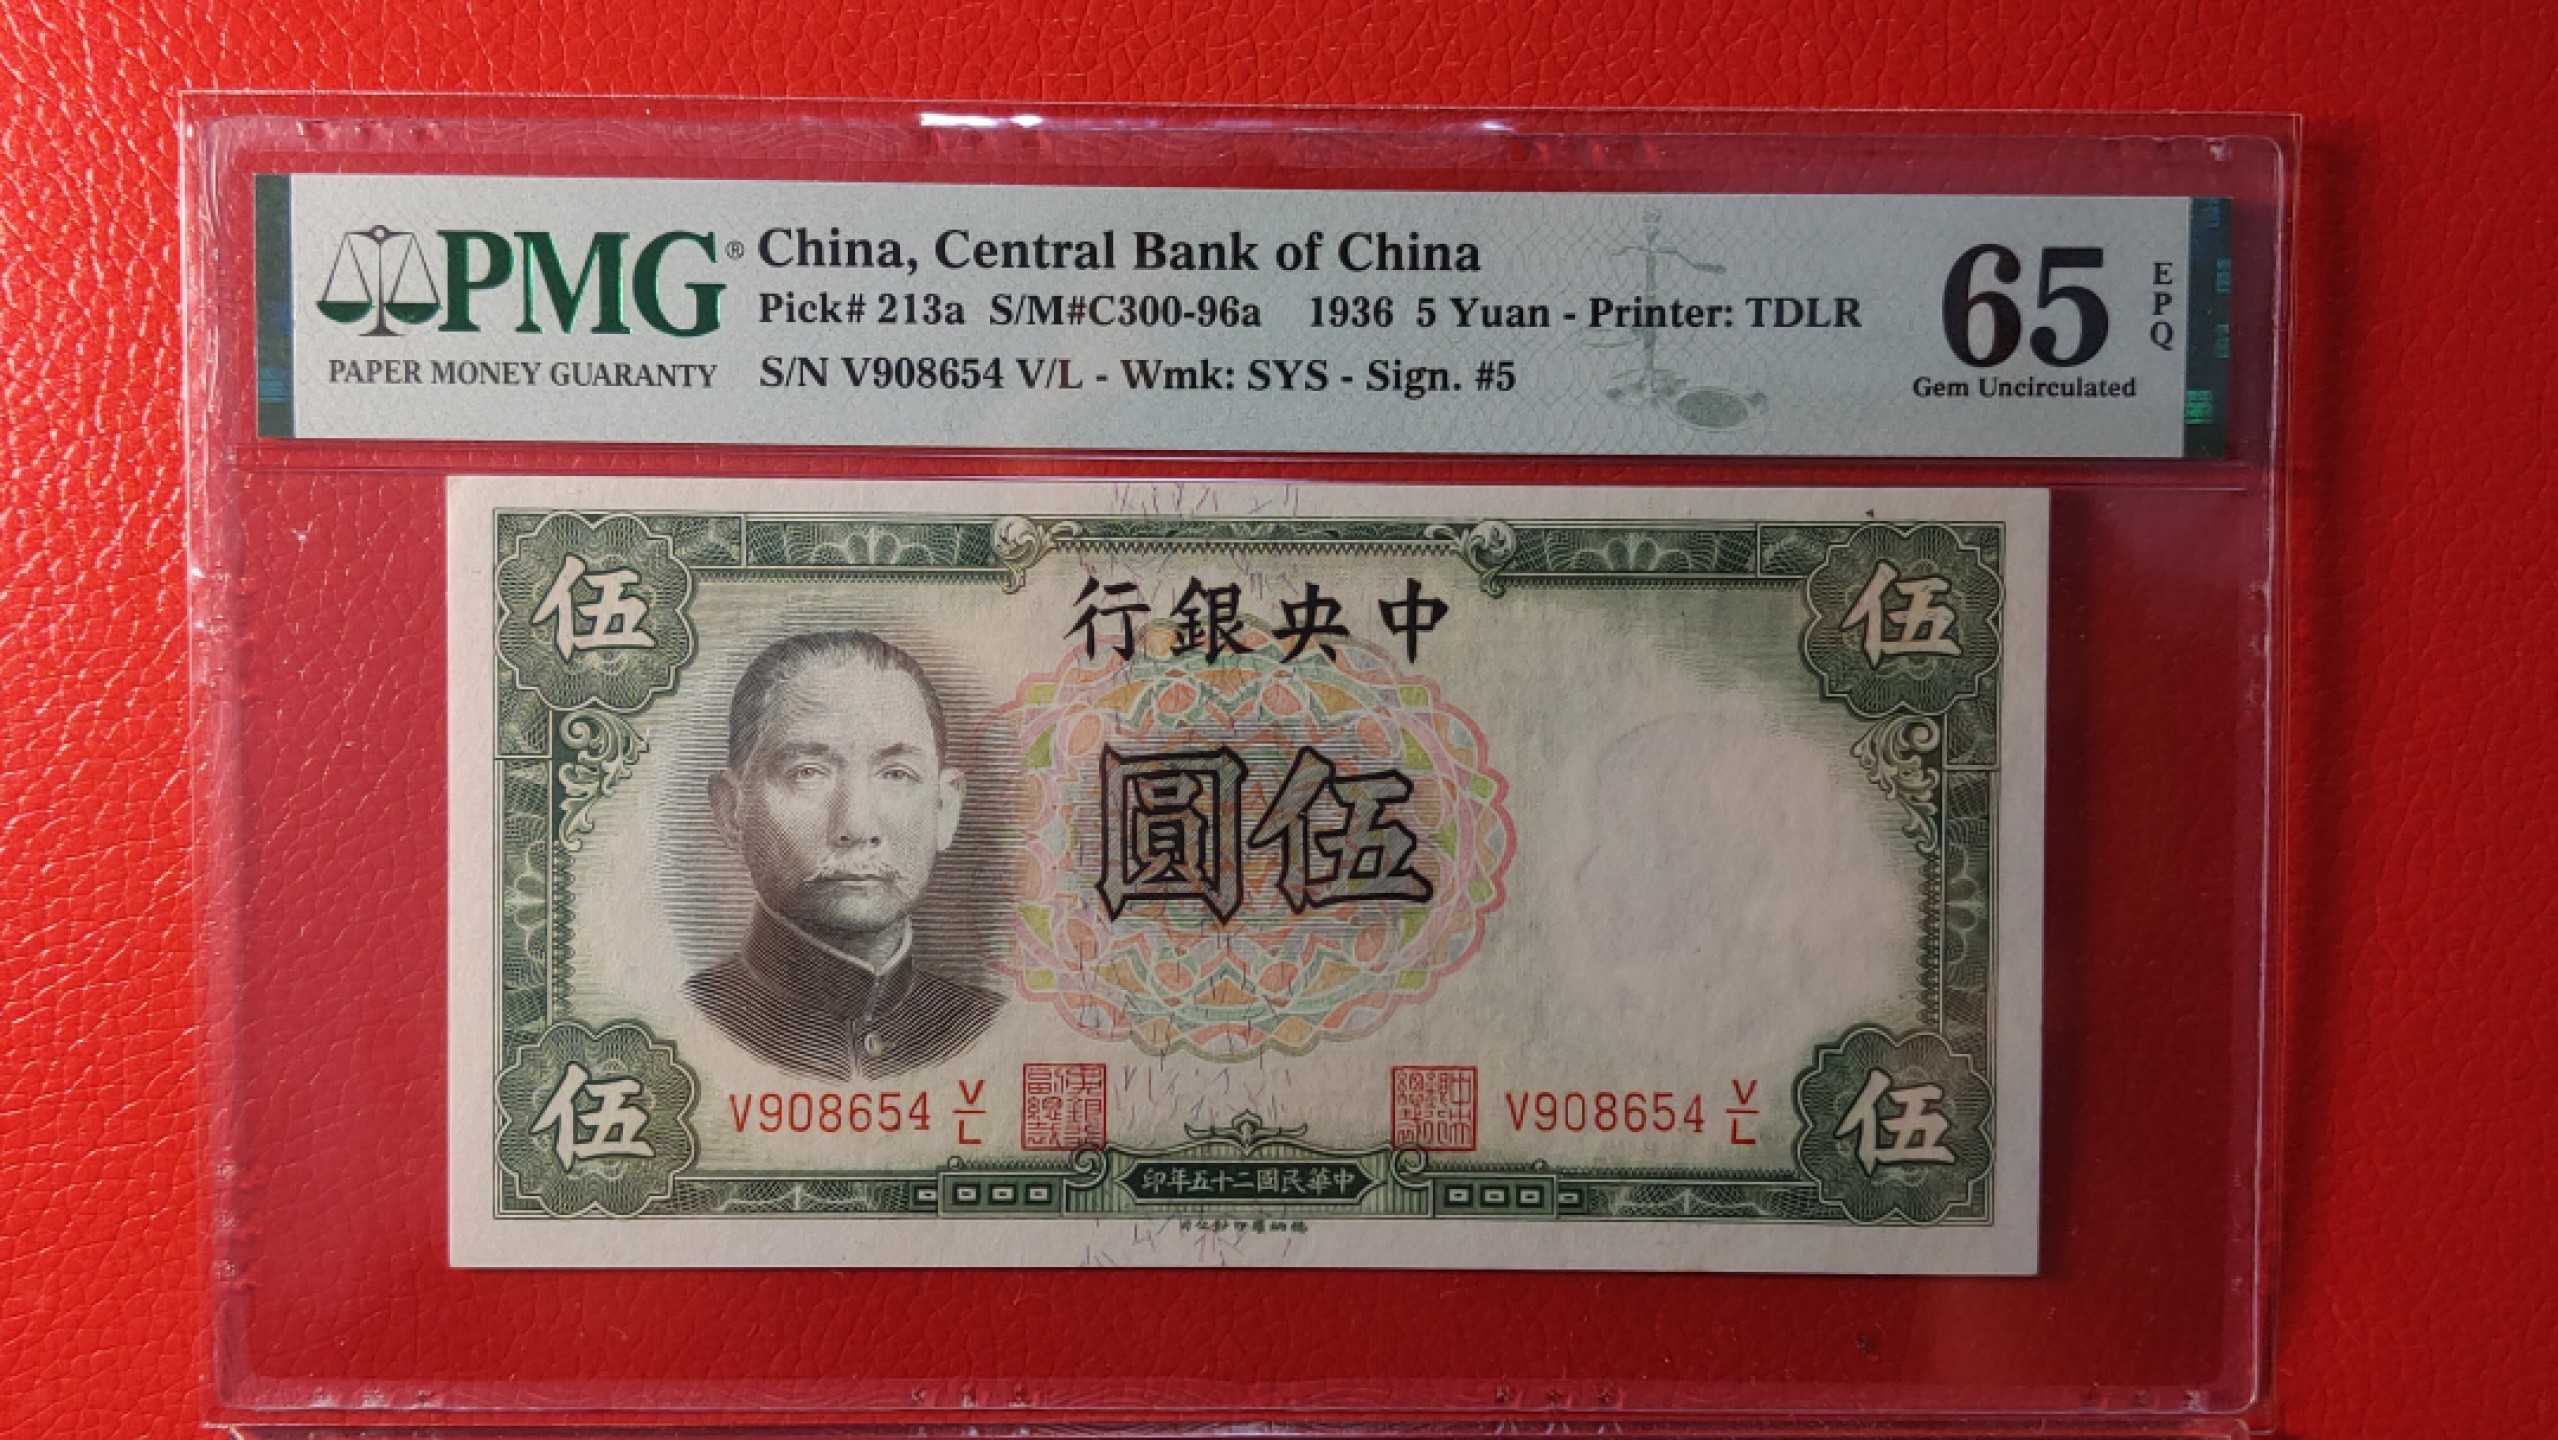 PMG®
PAPER MONEY GUARANTY
China, Central Bank of China
Pick# 213a S/M#C300-96a 1936 5 Yuan - Printer: TDLR
S/N V908654 V/L - Wmk: SYS - Sign. #5
65
EPQ
Gem Uncirculated
伍
伍
中央銀行
伍圓
V908654 V/L
V908654 V/L
伍
伍
中華民國二十五年印